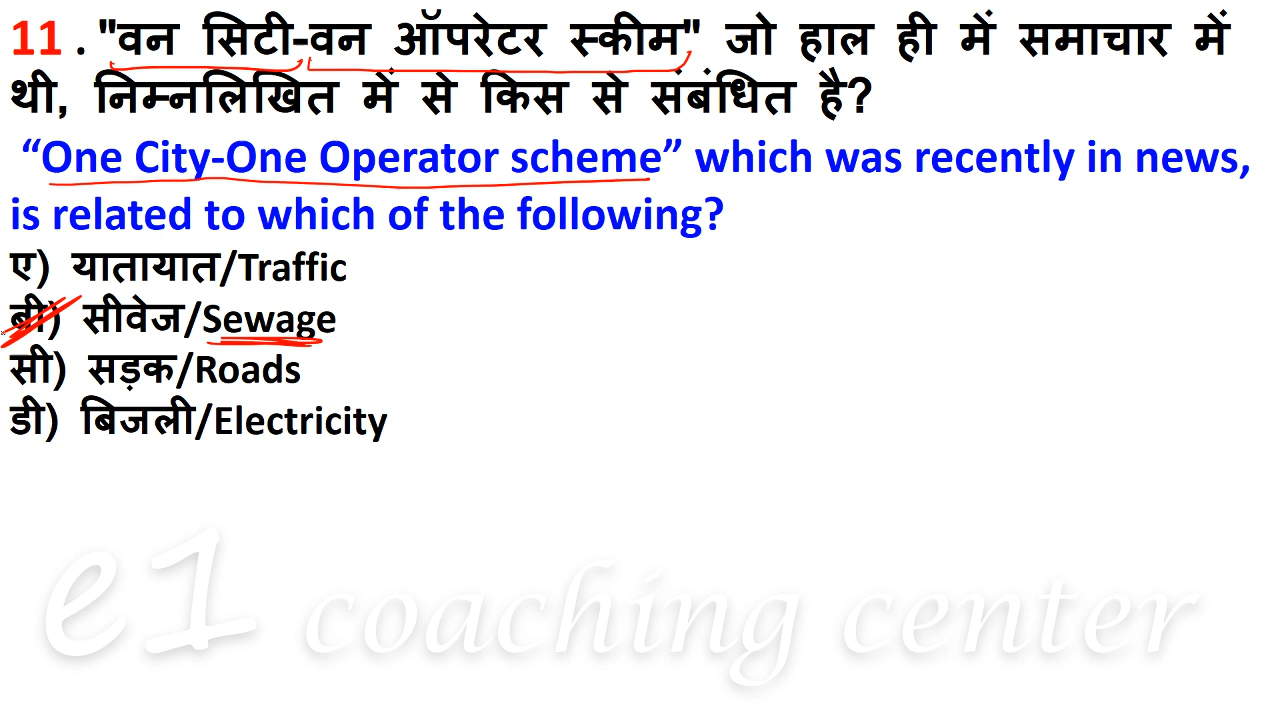 11 . "वन सिटी-वन ऑपरेटर स्कीम" जो हाल ही में समाचार में
थी, निम्नलिखित में से किस से संबंधित है?
“One City-One Operator scheme” which was recently in news,
is related to which of the following?
ए) यातायात/Traffic
बी) सीवेज/Sewage
सी) सड़क/Roads
डी) बिजली/Electricity
e1 coaching center